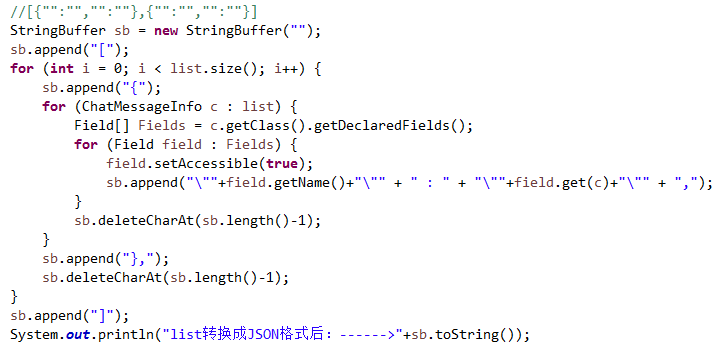 //[{"":"","":""},{"":"","":""}]
StringBuffer sb = new StringBuffer("");
sb.append("[");
for (int i = 0; i < list.size(); i++) {
    sb.append("{");
    for (ChatMessageInfo c : list) {
        Field[] Fields = c.getClass().getDeclaredFields();
        for (Field field : Fields) {
            field.setAccessible(true);
            sb.append("\""+field.getName()+"\"" + " : " + "\""+field.get(c)+"\"" + ",");
        }
        sb.deleteCharAt(sb.length()-1);
    }
    sb.append("},");
    sb.deleteCharAt(sb.length()-1);
}
sb.append("]");
System.out.println("list转换成JSON格式后：------>"+sb.toString());